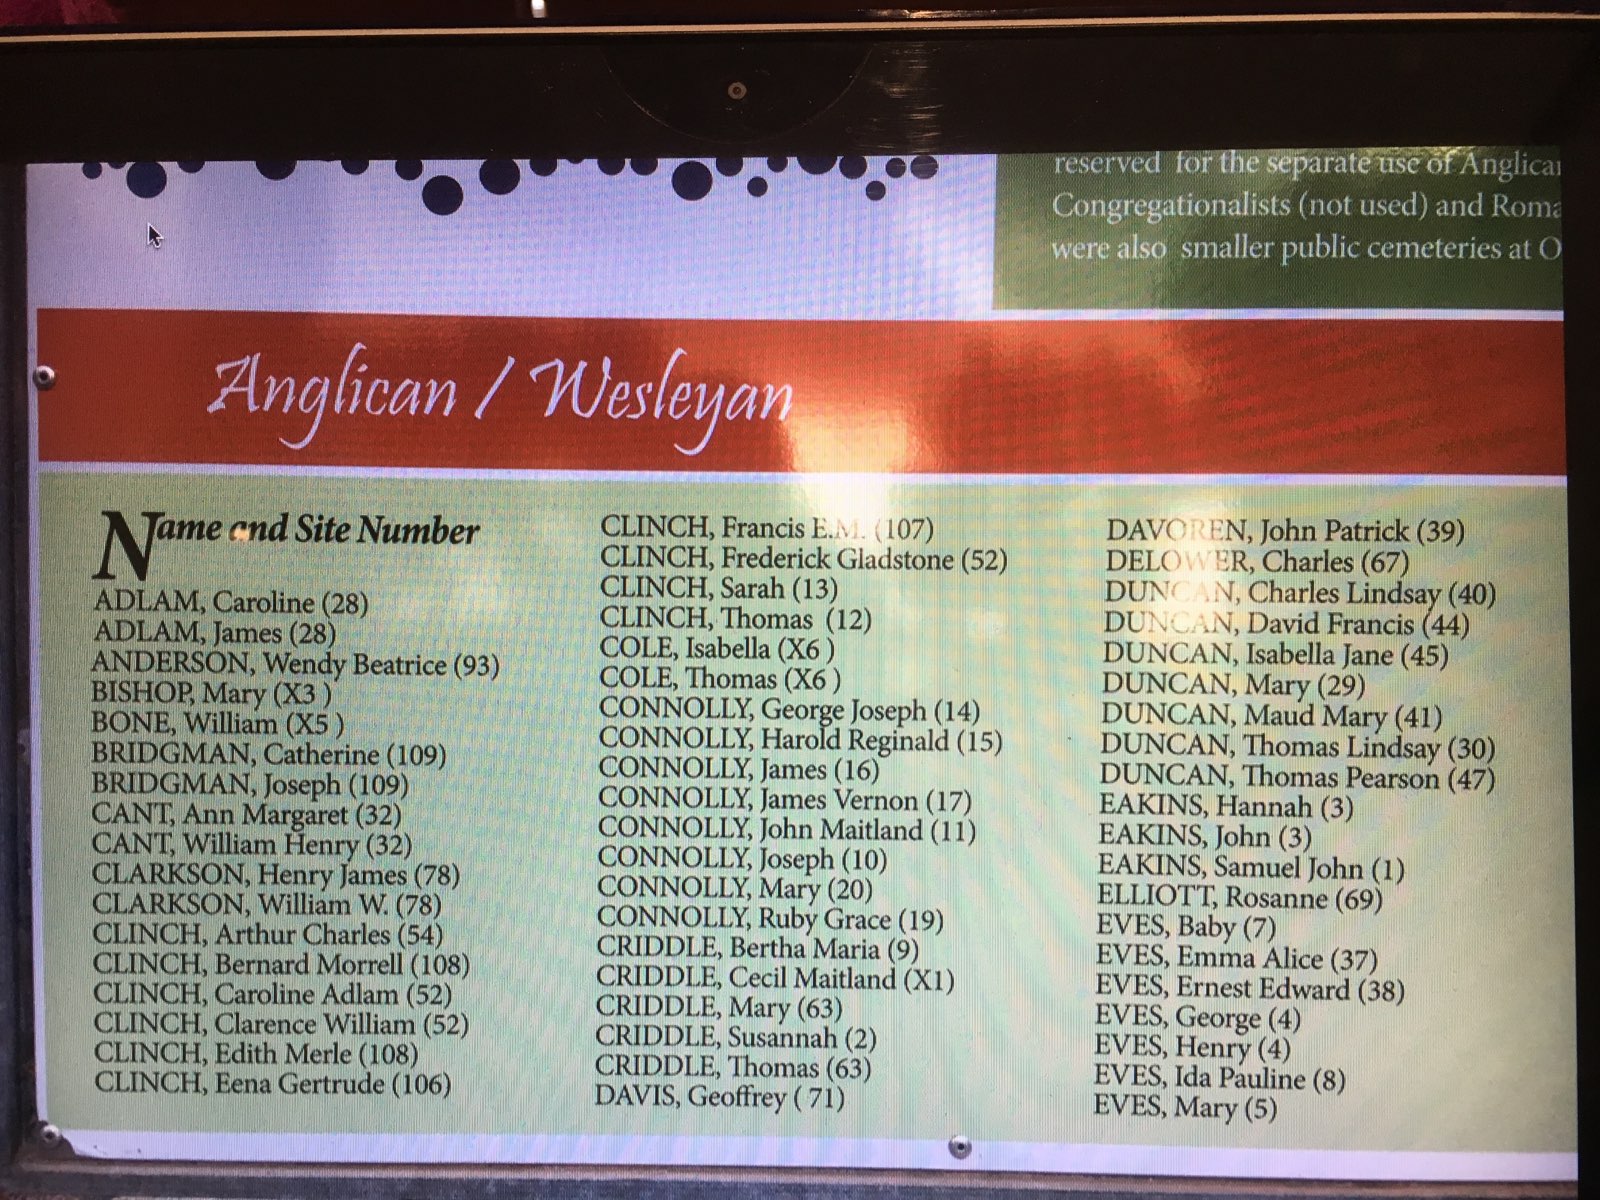 reserved for the separate use of
Congregationalists (not used) and
were also smaller public cemeteries at
Anglican / Wesleyan
Name and Site Number
ADLAM, Caroline (28)
ADLAM, James (28)
ANDERSON, Wendy Beatrice (93)
BISHOP, Mary (X3 )
BONE, William (X5 )
BRIDGMAN, Catherine (109)
BRIDGMAN, Joseph (109)
CANT, Ann Margaret (32)
CANT, William Henry (32)
CLARKSON, Henry James (78)
CLARKSON, William W. (78)
CLINCH, Arthur Charles (54)
CLINCH, Bernard Morrell (108)
CLINCH, Caroline Adlam (52)
CLINCH, Clarence William (52)
CLINCH, Edith Merle (108)
CLINCH, Eena Gertrude (106)
CLINCH, Francis E.M. (107)
CLINCH, Frederick Gladstone (52)
CLINCH, Sarah (13)
CLINCH, Thomas (12)
COLE, Isabella (X6 )
COLE, Thomas (X6 )
CONNOLLY, George Joseph (14)
CONNOLLY, Harold Reginald (15)
CONNOLLY, James (16)
CONNOLLY, James Vernon (17)
CONNOLLY, John Maitland (11)
CONNOLLY, Joseph (10)
CONNOLLY, Mary (20)
CONNOLLY, Ruby Grace (19)
CRIDDLE, Bertha Maria (9)
CRIDDLE, Cecil Maitland (X1)
CRIDDLE, Mary (63)
CRIDDLE, Susannah (2)
CRIDDLE, Thomas (63)
DAVIS, Geoffrey ( 71)
DAVOREN, John Patrick (39)
DELOWER, Charles (67)
DUNCAN, Charles Lindsay (40)
DUNCAN, David Francis (44)
DUNCAN, Isabella Jane (45)
DUNCAN, Mary (29)
DUNCAN, Maud Mary (41)
DUNCAN, Thomas Lindsay (30)
DUNCAN, Thomas Pearson (47)
EAKINS, Hannah (3)
EAKINS, John (3)
EAKINS, Samuel John (1)
ELLIOTT, Rosanne (69)
EVES, Baby (7)
EVES, Emma Alice (37)
EVES, Ernest Edward (38)
EVES, George (4)
EVES, Henry (4)
EVES, Ida Pauline (8)
EVES, Mary (5)